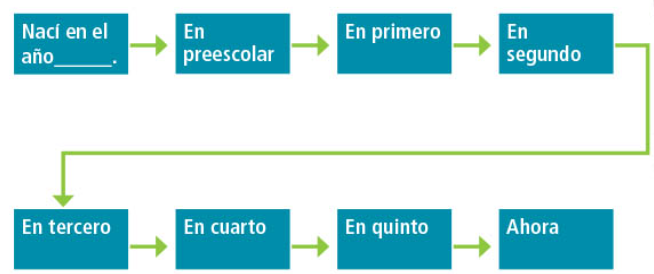 Nací en el
año______.
En
preescolar
En primero
En
segundo
En tercero
En cuarto
En quinto
Ahora